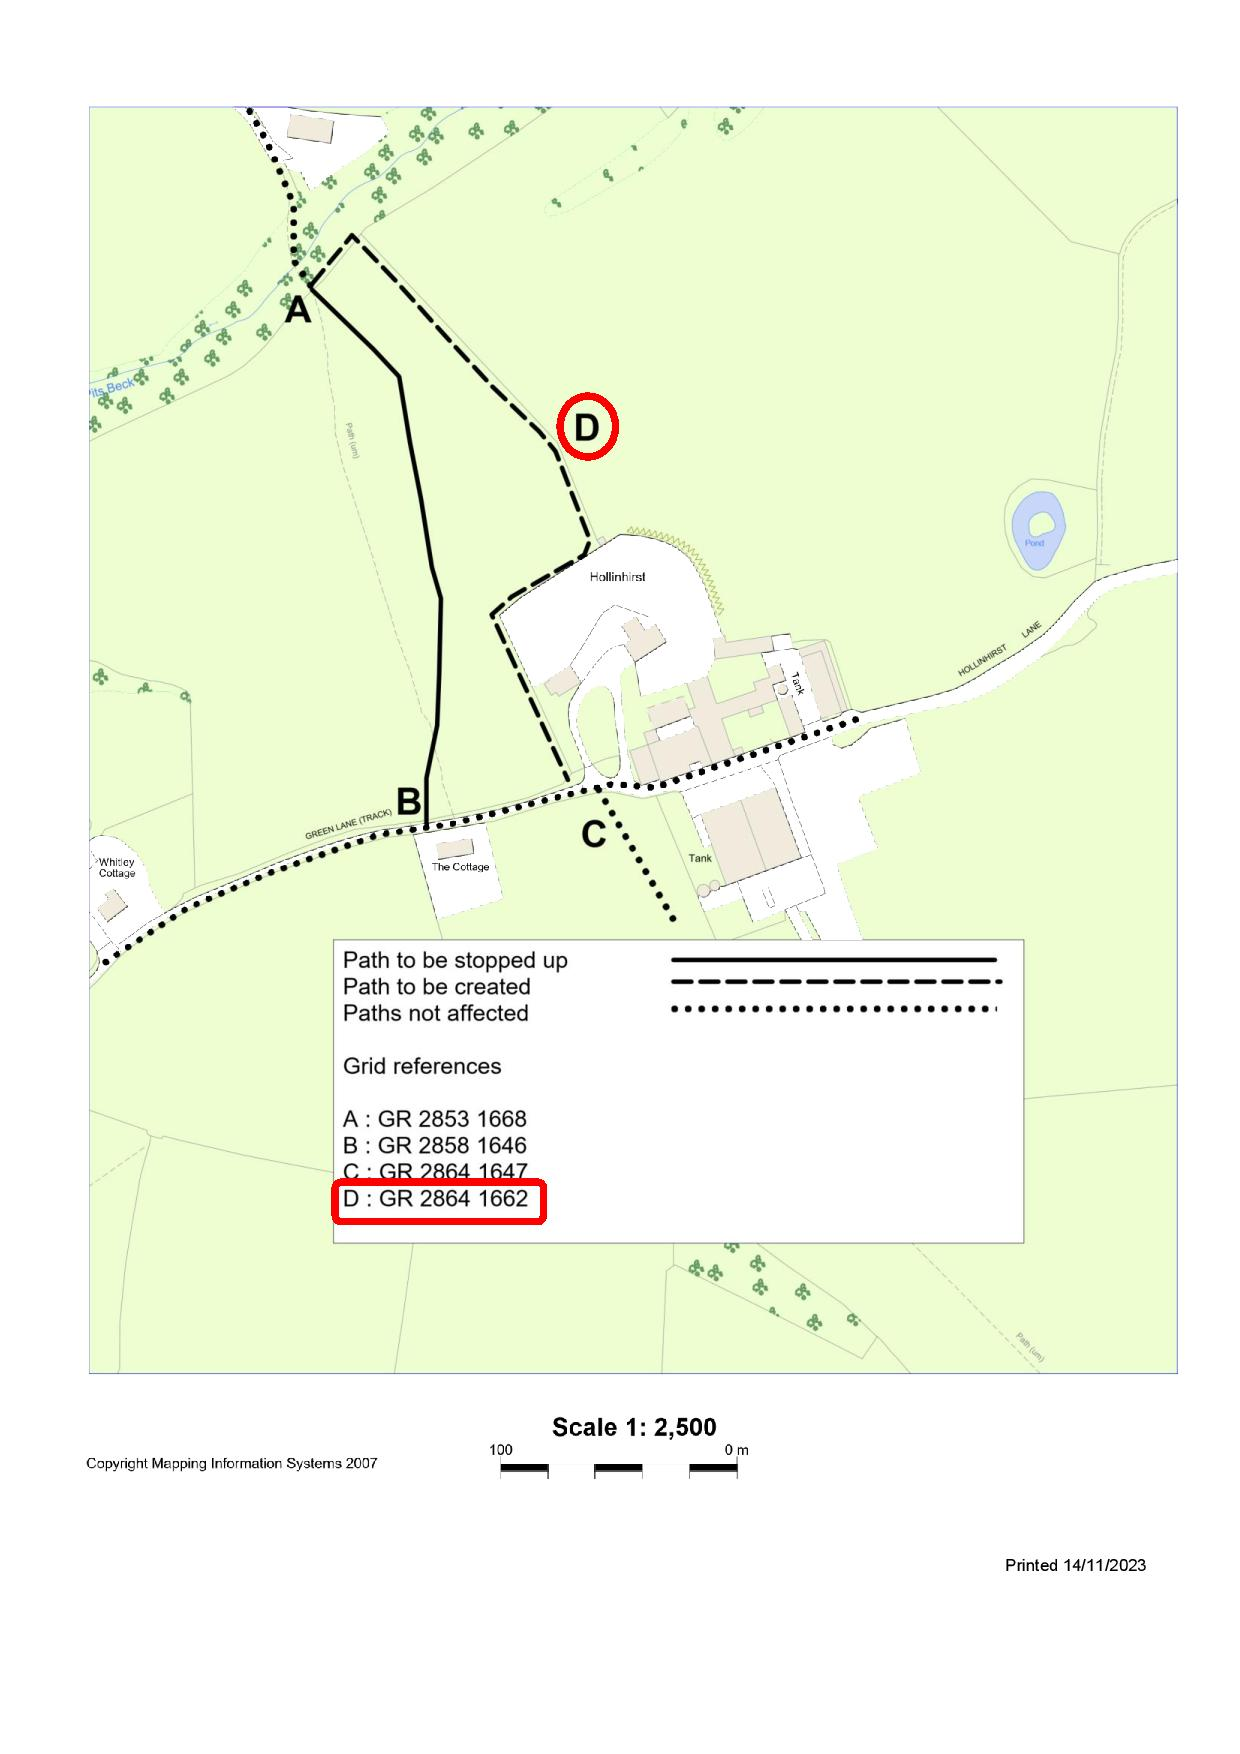 A
'its Beck
Path (um)
D
Pond
Hollinhirst
HOLLINHIRST LANE
Tank
B
GREEN LANE (TRACK)
C
Whitley
Cottage
The Cottage
Tank
Path to be stopped up
Path to be created
Paths not affected
Grid references
A : GR 2853 1668
B : GR 2858 1646
C : GR 2864 1647
D : GR 2864 1662
Path (um)
Scale 1: 2,500
100 0 m
Copyright Mapping Information Systems 2007
Printed 14/11/2023